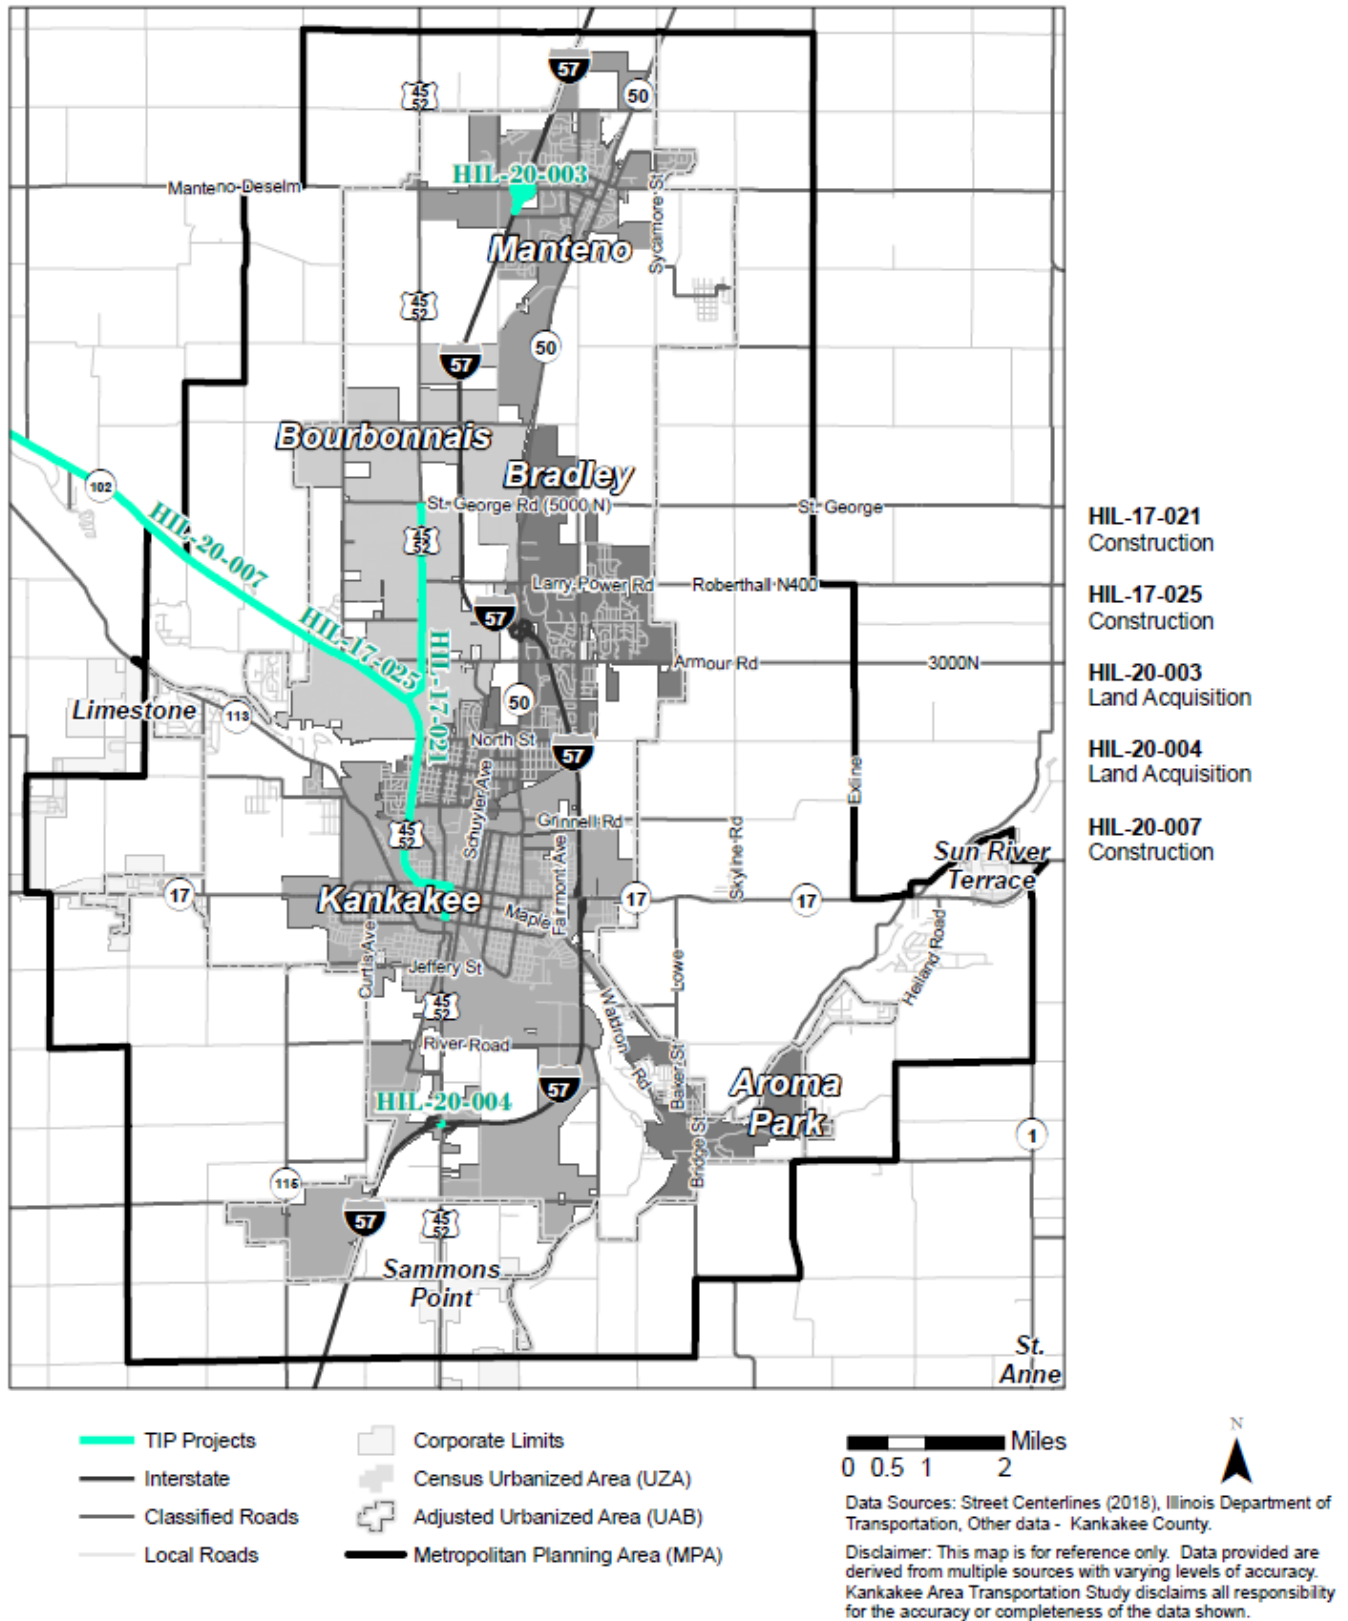 57
45
52
50
HIL-20-003
Manteno-Deselm
Sycamore St
Manteno
45
52
50
57
Bourbonnais
Bradley
102
St. George Rd (5000 N)
St. George
HIL-20-007
45
52
Larry Power Rd
Roberthall N400
57
HIL-17-025
HIL-17-021
Armour Rd
3000N
Limestone
113
50
North St
57
Schuyler Ave
Exline
45
52
Grinnell Rd
Skyline Rd
Fairmont Ave
Sun River
Terrace
17
Kankakee
Maple
17
17
Curtis Ave
Jeffery St
Lowe
Heiland Road
45
52
Waldron Rd
River Road
Baker St
57
HIL-20-004
Aroma
Park
Bridge St
1
115
57
45
52
Sammons
Point
St.
Anne
HIL-17-021
Construction
HIL-17-025
Construction
HIL-20-003
Land Acquisition
HIL-20-004
Land Acquisition
HIL-20-007
Construction
TIP Projects
Interstate
Classified Roads
Local Roads
Corporate Limits
Census Urbanized Area (UZA)
Adjusted Urbanized Area (UAB)
Metropolitan Planning Area (MPA)
Miles
0 0.5 1 2
N
Data Sources: Street Centerlines (2018), Illinois Department of
Transportation, Other data - Kankakee County.
Disclaimer: This map is for reference only. Data provided are
derived from multiple sources with varying levels of accuracy.
Kankakee Area Transportation Study disclaims all responsibility
for the accuracy or completeness of the data shown.